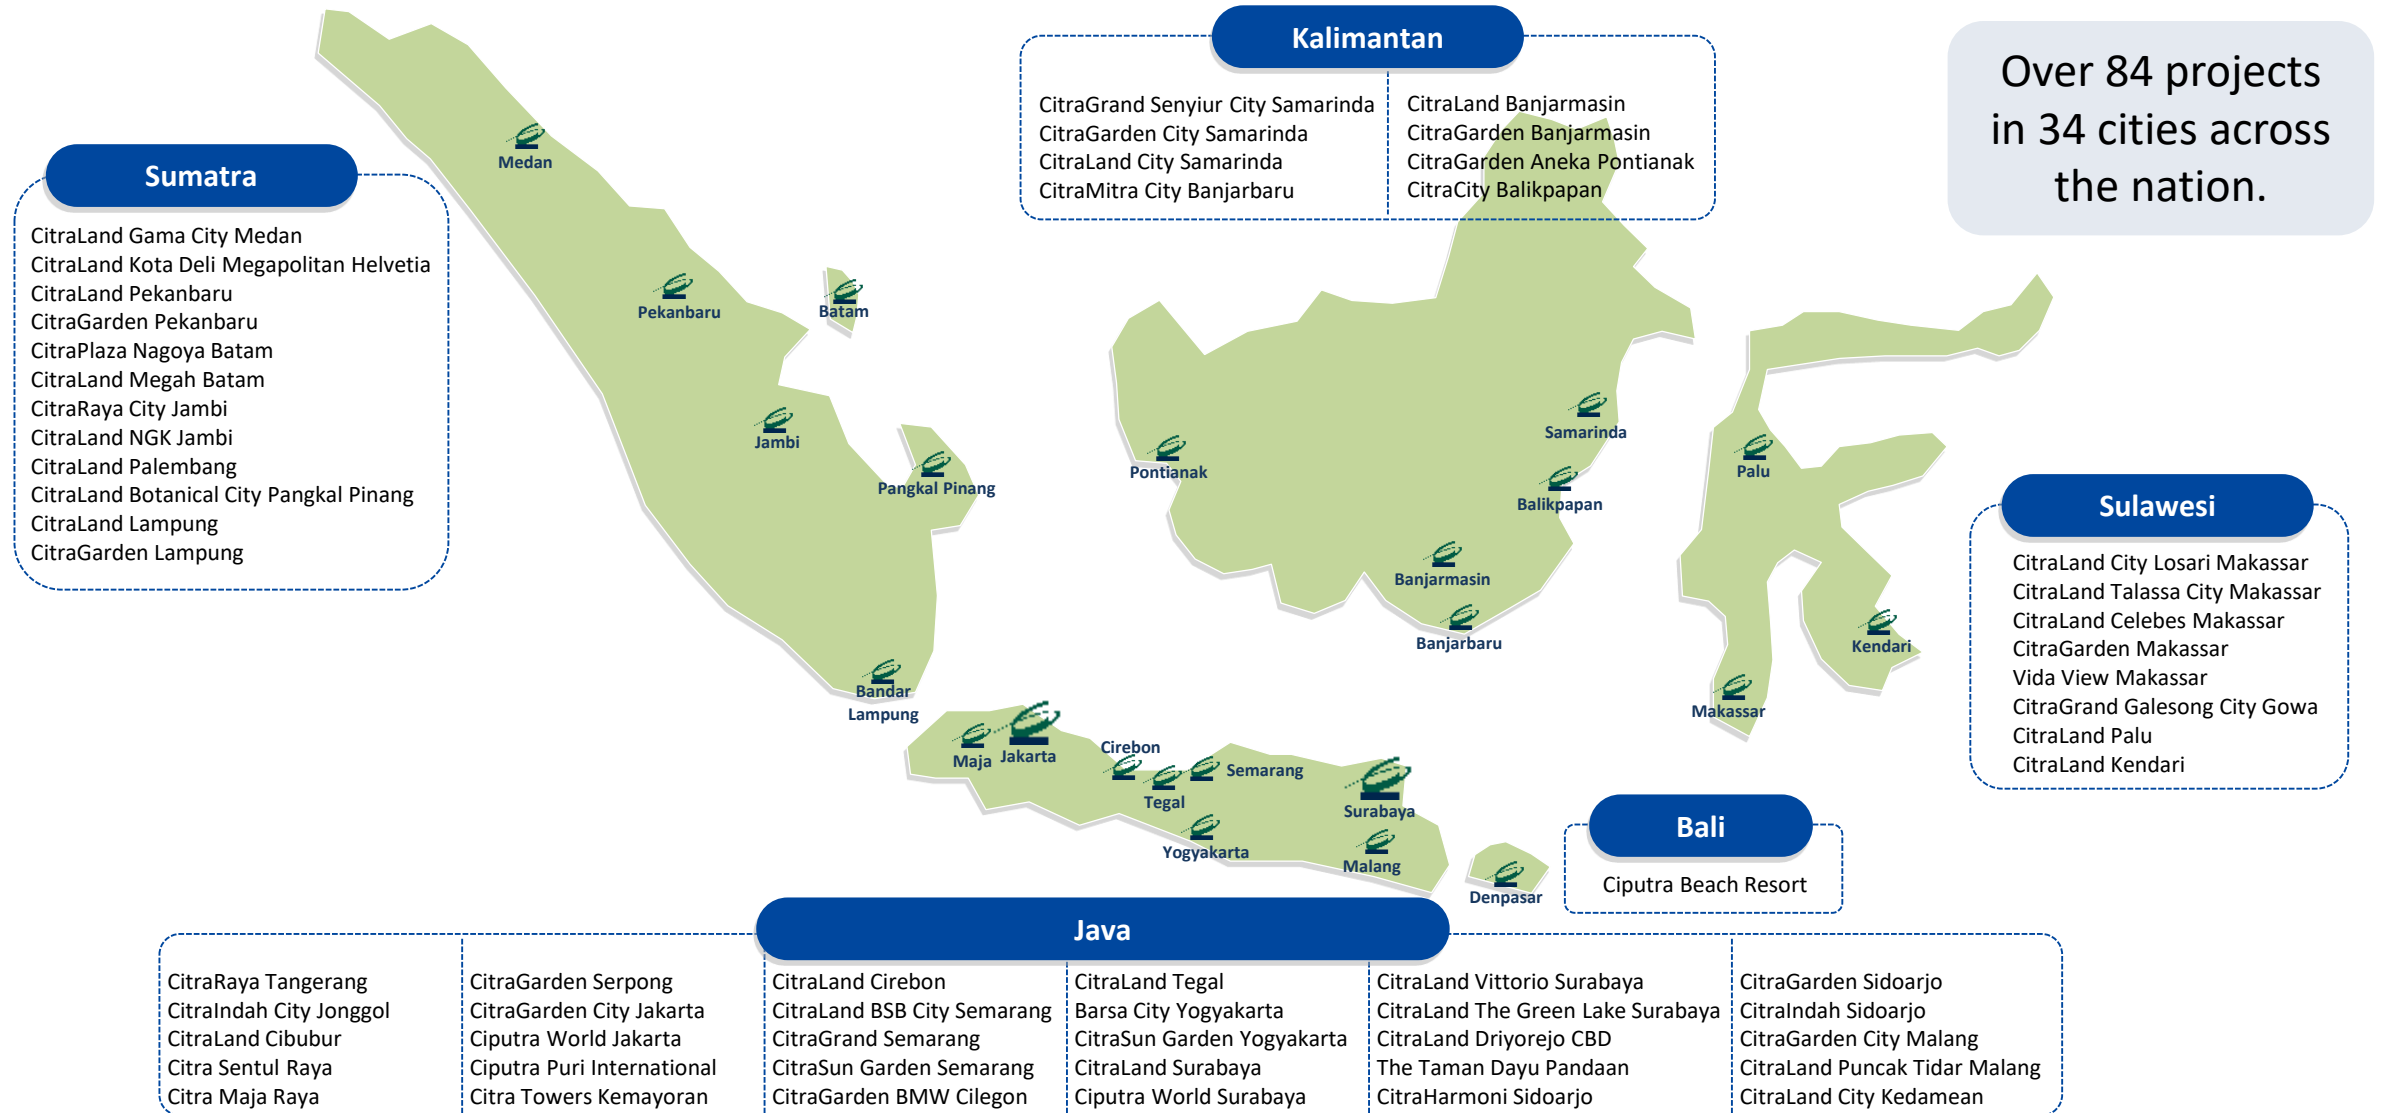 Over 84 projects
in 34 cities across
the nation.
Sumatra
CitraLand Gama City Medan
CitraLand Kota Deli Megapolitan Helvetia
CitraLand Pekanbaru
CitraGarden Pekanbaru
CitraPlaza Nagoya Batam
CitraLand Megah Batam
CitraRaya City Jambi
CitraLand NGK Jambi
CitraLand Palembang
CitraLand Botanical City Pangkal Pinang
CitraLand Lampung
CitraGarden Lampung
Kalimantan
CitraGrand Senyiur City Samarinda
CitraGarden City Samarinda
CitraLand City Samarinda
CitraMitra City Banjarbaru
CitraLand Banjarmasin
CitraGarden Banjarmasin
CitraGarden Aneka Pontianak
CitraCity Balikpapan
Medan
Pekanbaru
Batam
Jambi
Pangkal Pinang
Bandar
Lampung
Pontianak
Samarinda
Balikpapan
Banjarmasin
Banjarbaru
Palu
Kendari
Makassar
Maja
Jakarta
Cirebon
Tegal
Semarang
Yogyakarta
Surabaya
Malang
Denpasar
Sulawesi
CitraLand City Losari Makassar
CitraLand Talassa City Makassar
CitraLand Celebes Makassar
CitraGarden Makassar
Vida View Makassar
CitraGrand Galesong City Gowa
CitraLand Palu
CitraLand Kendari
Bali
Ciputra Beach Resort
Java
CitraRaya Tangerang
CitraIndah City Jonggol
CitraLand Cibubur
Citra Sentul Raya
Citra Maja Raya
CitraGarden Serpong
CitraGarden City Jakarta
Ciputra World Jakarta
Ciputra Puri International
Citra Towers Kemayoran
CitraLand Cirebon
CitraLand BSB City Semarang
CitraGrand Semarang
CitraSun Garden Semarang
CitraGarden BMW Cilegon
CitraLand Tegal
Barsa City Yogyakarta
CitraSun Garden Yogyakarta
CitraLand Surabaya
Ciputra World Surabaya
CitraLand Vittorio Surabaya
CitraLand The Green Lake Surabaya
CitraLand Driyorejo CBD
The Taman Dayu Pandaan
CitraHarmoni Sidoarjo
CitraGarden Sidoarjo
CitraIndah Sidoarjo
CitraGarden City Malang
CitraLand Puncak Tidar Malang
CitraLand City Kedamean